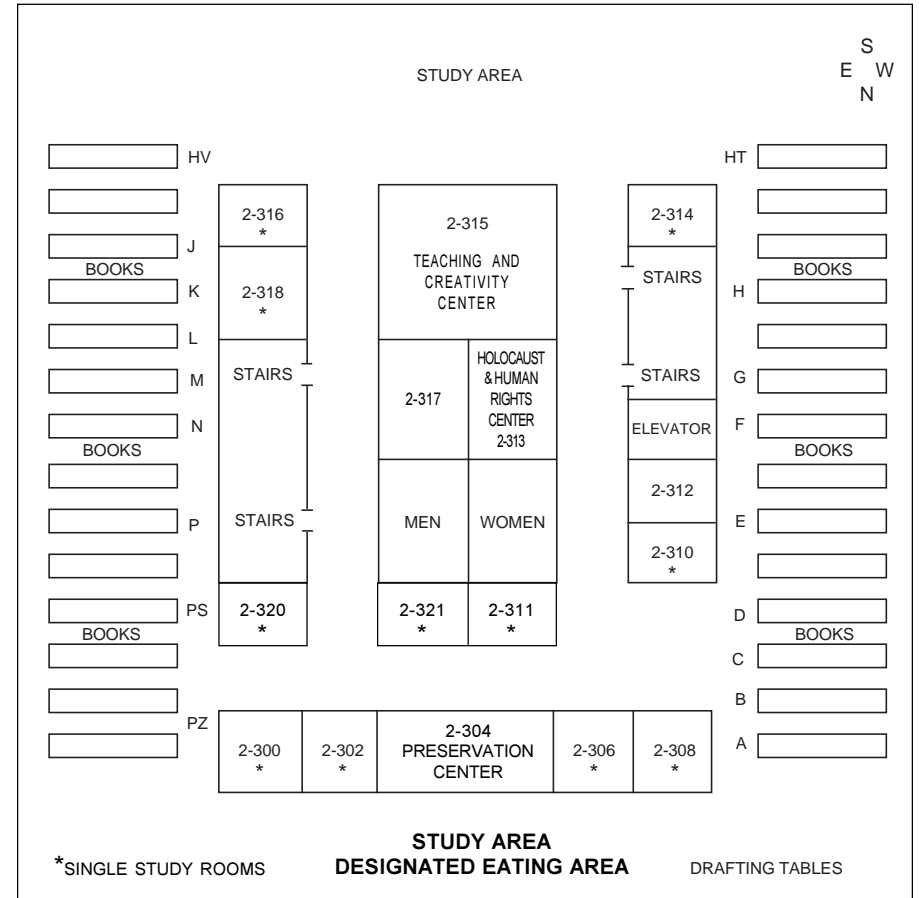 S
E W
N
STUDY AREA
HV
HT
2-316
*
2-315
TEACHING AND
CREATIVITY
CENTER
2-314
*
J
BOOKS
BOOKS
K
2-318
*
STAIRS
H
L
M
STAIRS
2-317
HOLOCAUST
& HUMAN
RIGHTS
CENTER
2-313
STAIRS
G
N
ELEVATOR
F
BOOKS
BOOKS
2-312
P
STAIRS
MEN
WOMEN
E
2-310
*
PS
2-320
*
2-321
*
2-311
*
D
BOOKS
BOOKS
C
B
PZ
2-300
*
2-302
*
2-304
PRESERVATION
CENTER
2-306
*
2-308
*
A
STUDY AREA
DESIGNATED EATING AREA
*SINGLE STUDY ROOMS
DRAFTING TABLES